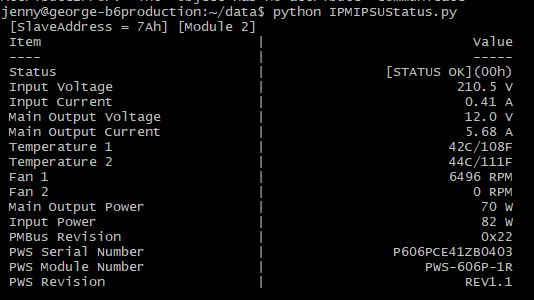 jenny@george-b6production:~/data$ python IPMIPSUStatus.py
[SlaveAddress = 7Ah] [Module 2]
Item | Value
---- | -----
Status | [STATUS OK](00h)
Input Voltage | 210.5 V
Input Current | 0.41 A
Main Output Voltage | 12.0 V
Main Output Current | 5.68 A
Temperature 1 | 42C/108F
Temperature 2 | 44C/111F
Fan 1 | 6496 RPM
Fan 2 | 0 RPM
Main Output Power | 70 W
Input Power | 82 W
PMBus Revision | 0x22
PWS Serial Number | P606PCE41ZB0403
PWS Module Number | PWS-606P-1R
PWS Revision | REV1.1